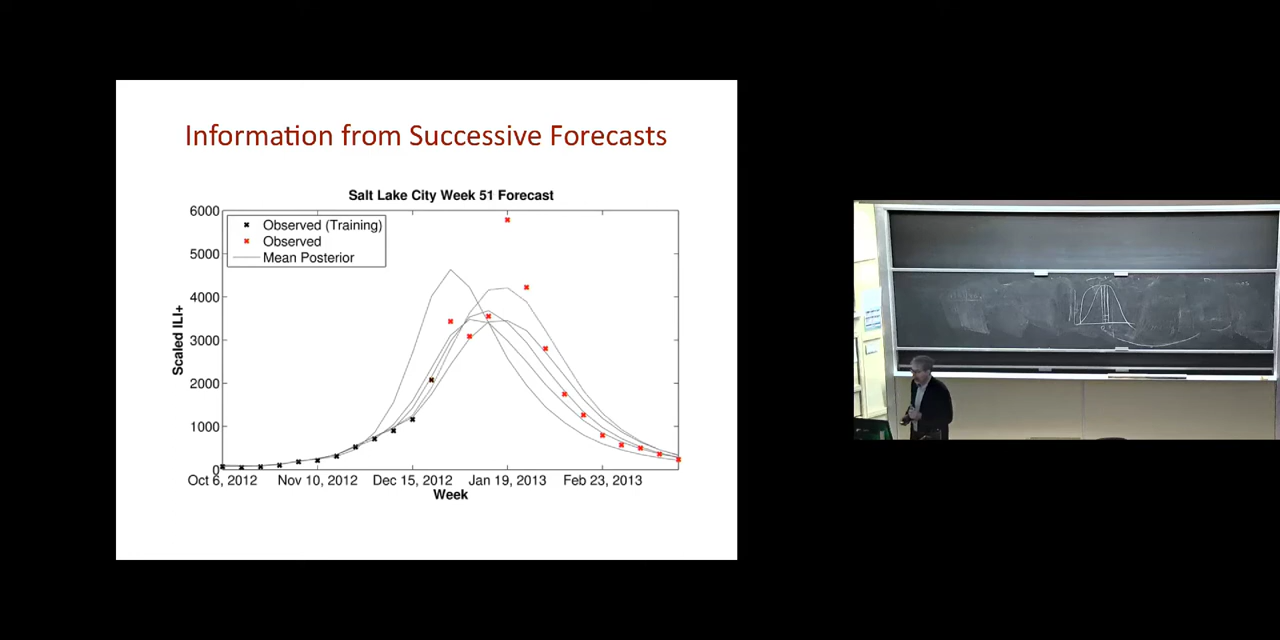 Information from Successive Forecasts
Salt Lake City Week 51 Forecast
6000
5000
4000
3000
2000
1000
0
Scaled ILI+
Observed (Training)
Observed
Mean Posterior
Oct 6, 2012 Nov 10, 2012 Dec 15, 2012 Jan 19, 2013 Feb 23, 2013
Week